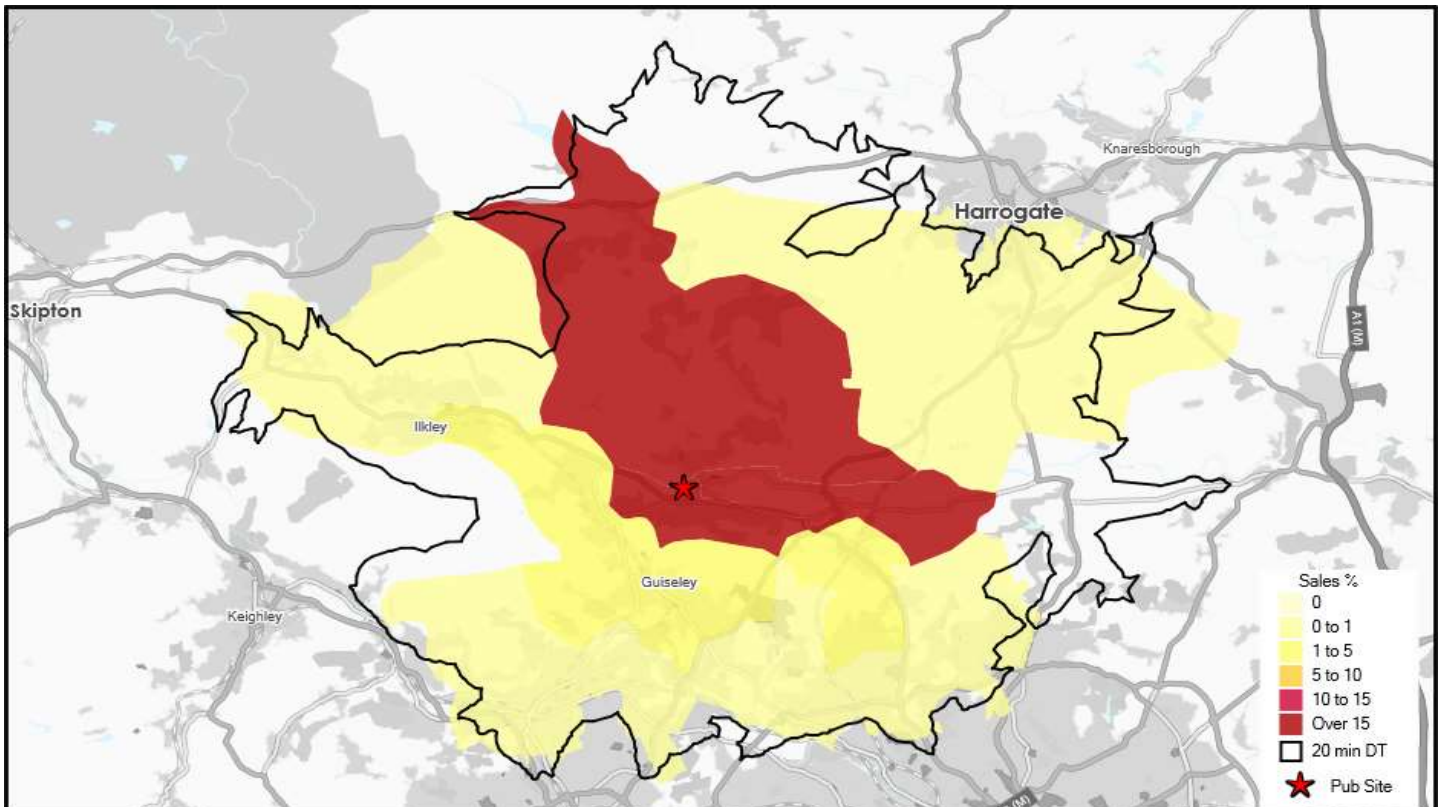 Knaresborough
Harrogate
Skipton
A1 (M)
Ilkley
Guiseley
Keighley
(M)
Sales %
0
0 to 1
1 to 5
5 to 10
10 to 15
Over 15
20 min DT
Pub Site